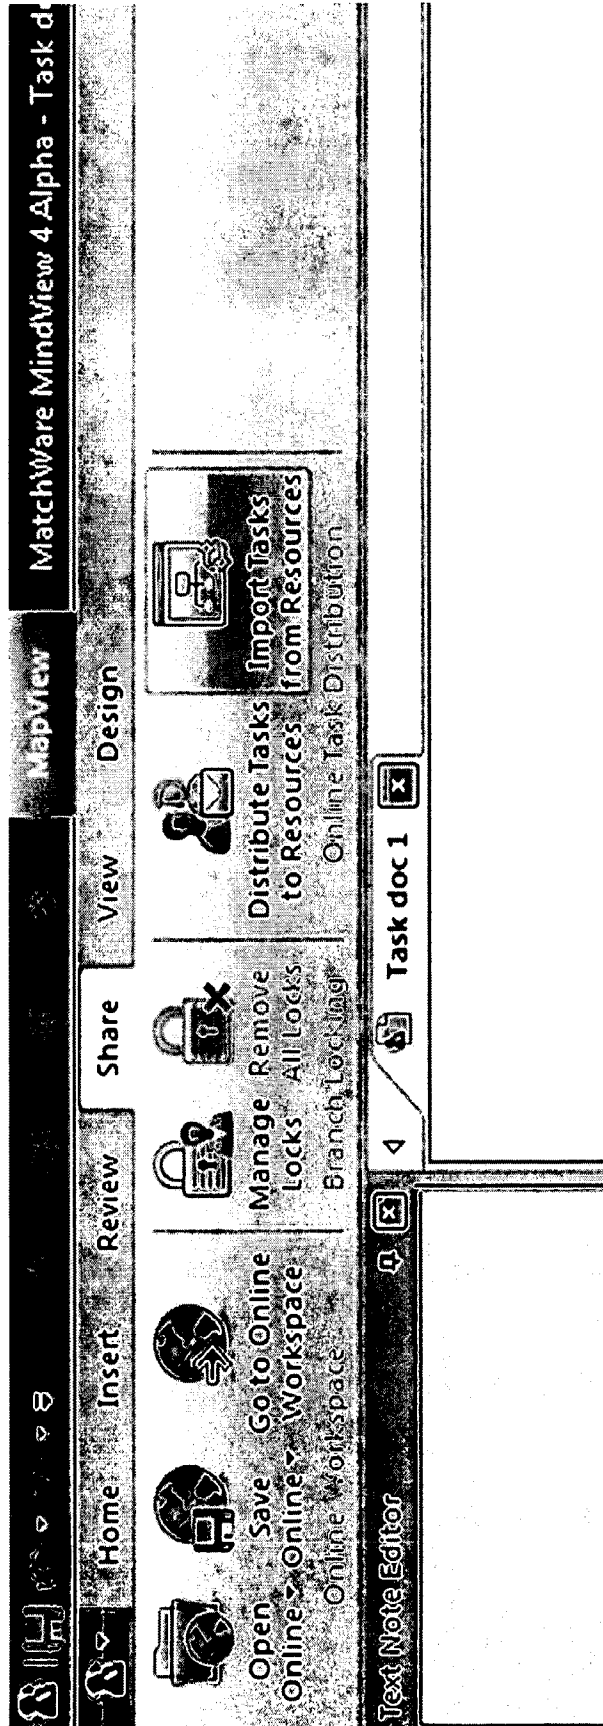 MatchWare MindView 4 Alpha - Task d
MapView
Home Insert Review Share View Design
Open Online
Save Online
Go to Online Workspace
Online Workspace
Manage Locks
Remove All Locks
Branch Locking
Distribute Tasks to Resources
Import Tasks from Resources
Online Task Distribution
Text Note Editor
Task doc 1